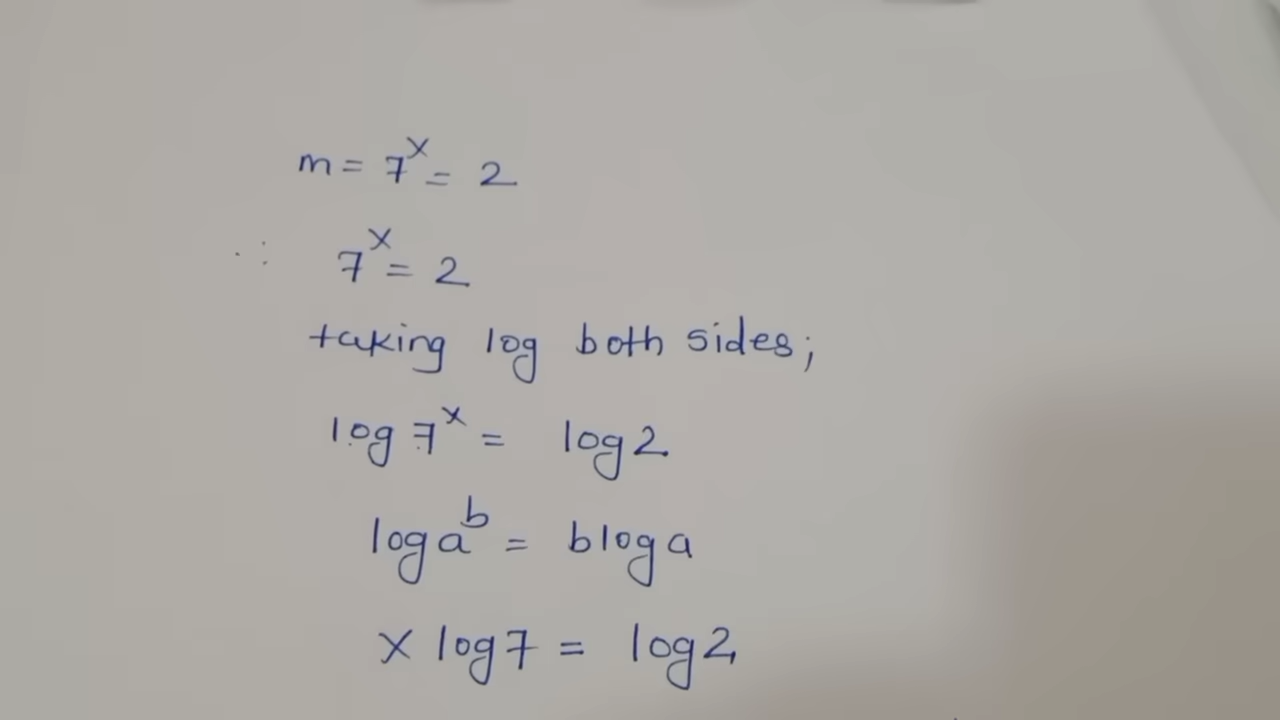 m = 7^x = 2
∴ 7^x = 2
taking log both sides;
log 7^x = log 2
log a^b = b log a
x log 7 = log 2